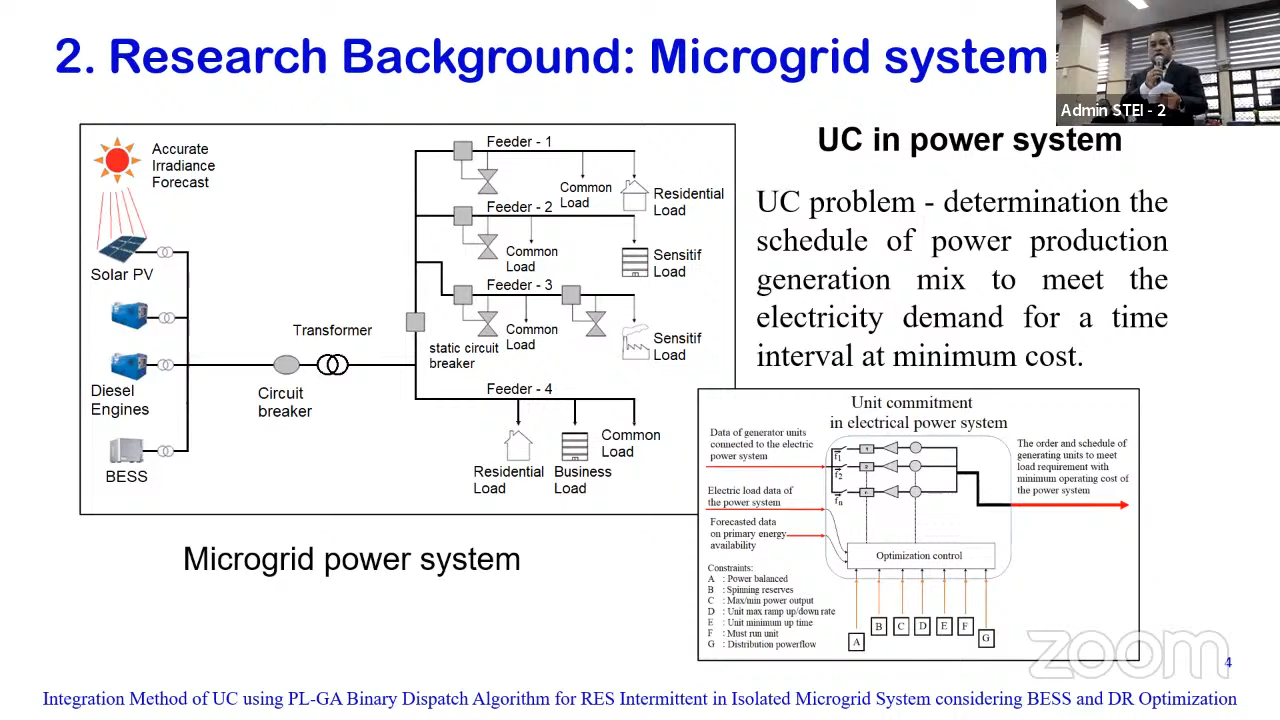 2. Research Background: Microgrid system
Admin STEI - 2
Accurate
Irradiance
Forecast
Solar PV
Diesel
Engines
BESS
Circuit
breaker
Transformer
static circuit
breaker
Feeder - 1
Common
Load
Residential
Load
Feeder - 2
Common
Load
Sensitif
Load
Feeder - 3
Common
Load
Sensitif
Load
Feeder - 4
Residential
Load
Business
Load
Common
Load
Microgrid power system
UC in power system
UC problem - determination the
schedule of power production
generation mix to meet the
electricity demand for a time
interval at minimum cost.
Unit commitment
in electrical power system
Data of generator units
connected to the electric
power system
Electric load data of
the power system
Forecasted data
on primary energy
availability
f1
f2
fn
1
2
n
Optimization control
The order and schedule of
generating units to meet
load requirement with
minimum operating cost of
the power system
Constraints:
A : Power balanced
B : Spinning reserves
C : Max/min power output
D : Unit max ramp up/down rate
E : Unit minimum up time
F : Must run unit
G : Distribution powerflow
A
B
C
D
E
F
G
zoom
4
Integration Method of UC using PL-GA Binary Dispatch Algorithm for RES Intermittent in Isolated Microgrid System considering BESS and DR Optimization